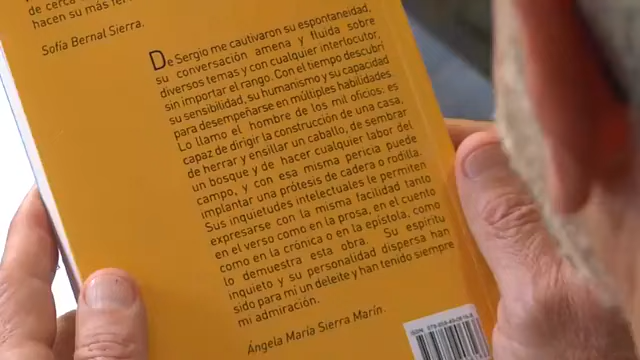 de cerca
hacen su más fer
Sofía Bernal Sierra.
De Sergio me cautivaron su espontaneidad,
su conversación amena y fluida sobre
diversos temas y con cualquier interlocutor,
sin importar el rango. Con el tiempo descubrí
su sensibilidad, su humanismo y su capacidad
para desempeñarse en múltiples habilidades.
Lo llamo el hombre de los mil oficios: es
capaz de dirigir la construcción de una casa,
de herrar y ensillar un caballo, de sembrar
un bosque y de hacer cualquier labor del
campo, y con esa misma pericia puede
implantar una prótesis de cadera o rodilla.
Sus inquietudes intelectuales le permiten
expresarse con la misma facilidad tanto
en el verso como en la prosa, en el cuento
como en la crónica o en la epístola, como
lo demuestra esta obra. Su espíritu
inquieto y su personalidad dispersa han
sido para mí un deleite y han tenido siempre
mi admiración.
Ángela María Sierra Marín.
ISBN: